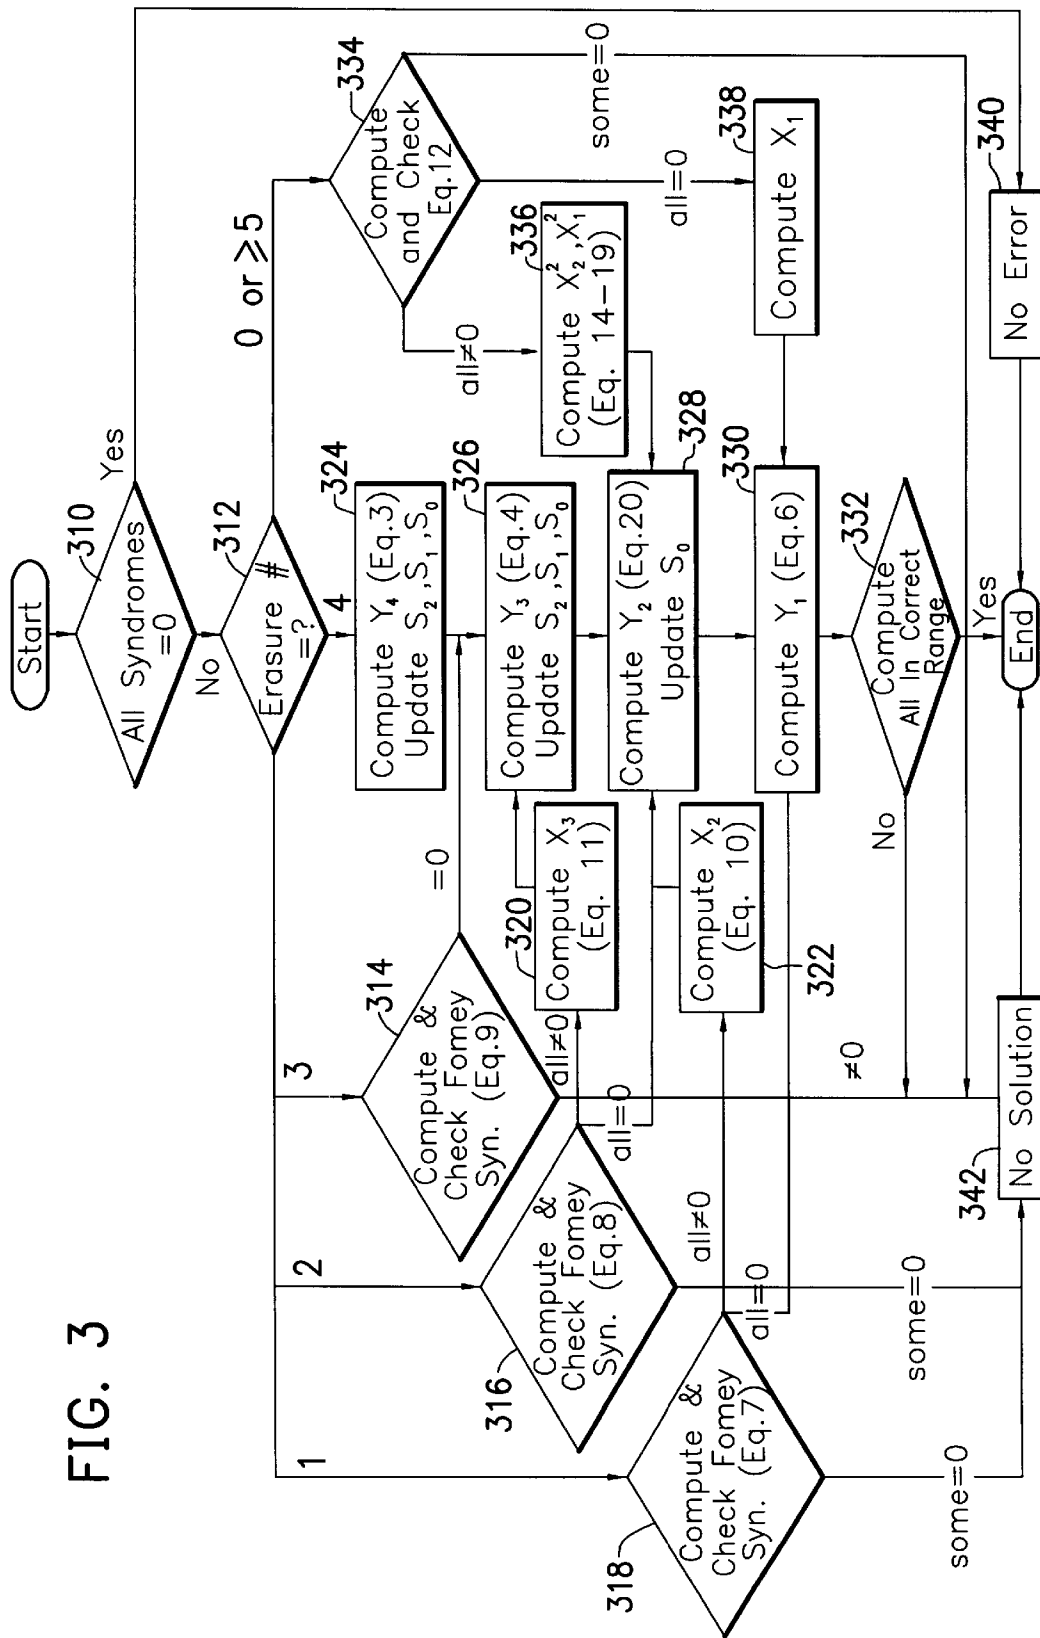 FIG. 3
Start
310
All Syndromes
=0
Yes
No
312
Erasure #
=?
0 or ≥5
4
3
2
1
324
Compute Y4 (Eq.3)
Update S2 ,S1 ,S0
334
Compute
and Check
Eq.12
some=0
all≠0
all=0
314
Compute &
Check Fomey
Syn. (Eq.9)
=0
≠0
326
Compute Y3 (Eq.4)
Update S2 ,S1 ,S0
336
Compute X2^2 ,X1^2
(Eq. 14-19)
316
Compute &
Check Fomey
Syn. (Eq.8)
all≠0
all=0
some=0
320
Compute X3
(Eq. 11)
328
Compute Y2 (Eq.20)
Update S0
318
Compute &
Check Fomey
Syn. (Eq.7)
all≠0
all=0
some=0
322
Compute X2
(Eq. 10)
330
Compute Y1 (Eq.6)
338
Compute X1
332
Compute
All In Correct
Range
No
Yes
342
No Solution
End
340
No Error